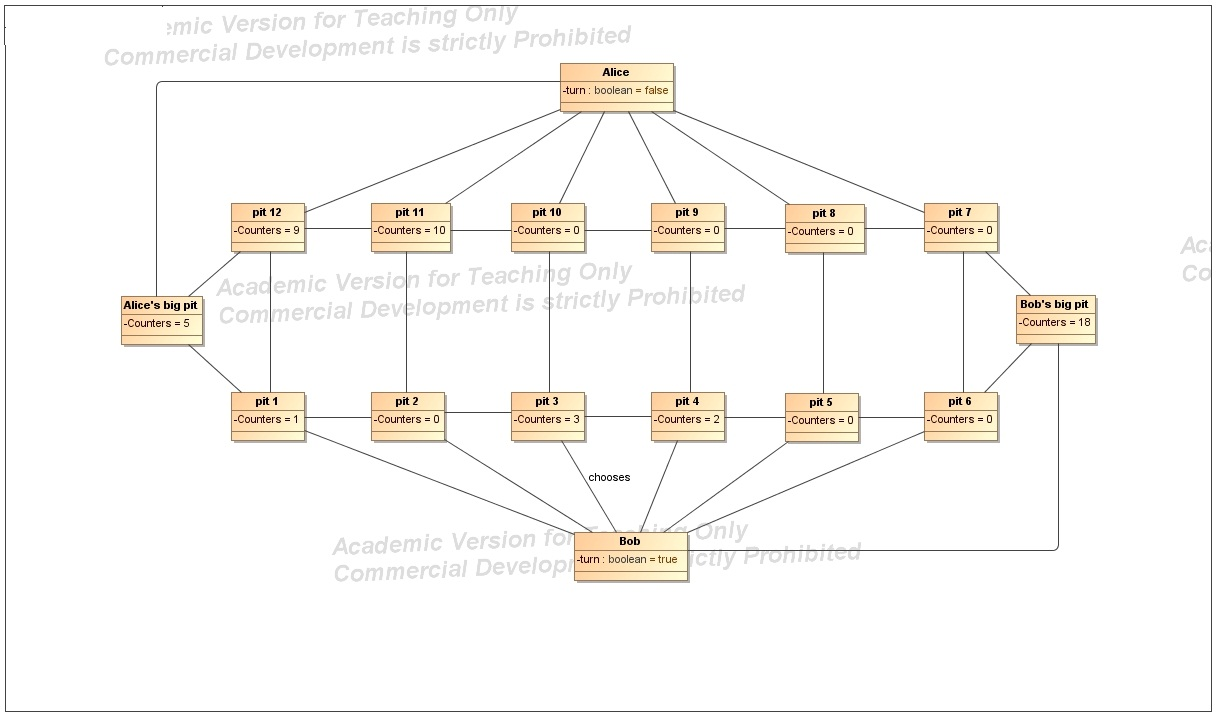 emic Version for Teaching Only
Commercial Development is strictly Prohibited
Alice
-turn : boolean = false
pit 12
-Counters = 9
pit 11
-Counters = 10
pit 10
-Counters = 0
pit 9
-Counters = 0
pit 8
-Counters = 0
pit 7
-Counters = 0
Ac
Co
Academic Version for Teaching Only
Commercial Development is strictly Prohibited
Alice's big pit
-Counters = 5
Bob's big pit
-Counters = 18
pit 1
-Counters = 1
pit 2
-Counters = 0
pit 3
-Counters = 3
pit 4
-Counters = 2
pit 5
-Counters = 0
pit 6
-Counters = 0
chooses
Academic Version for Teaching Only
Commercial Develop ctly Prohibited
Bob
-turn : boolean = true